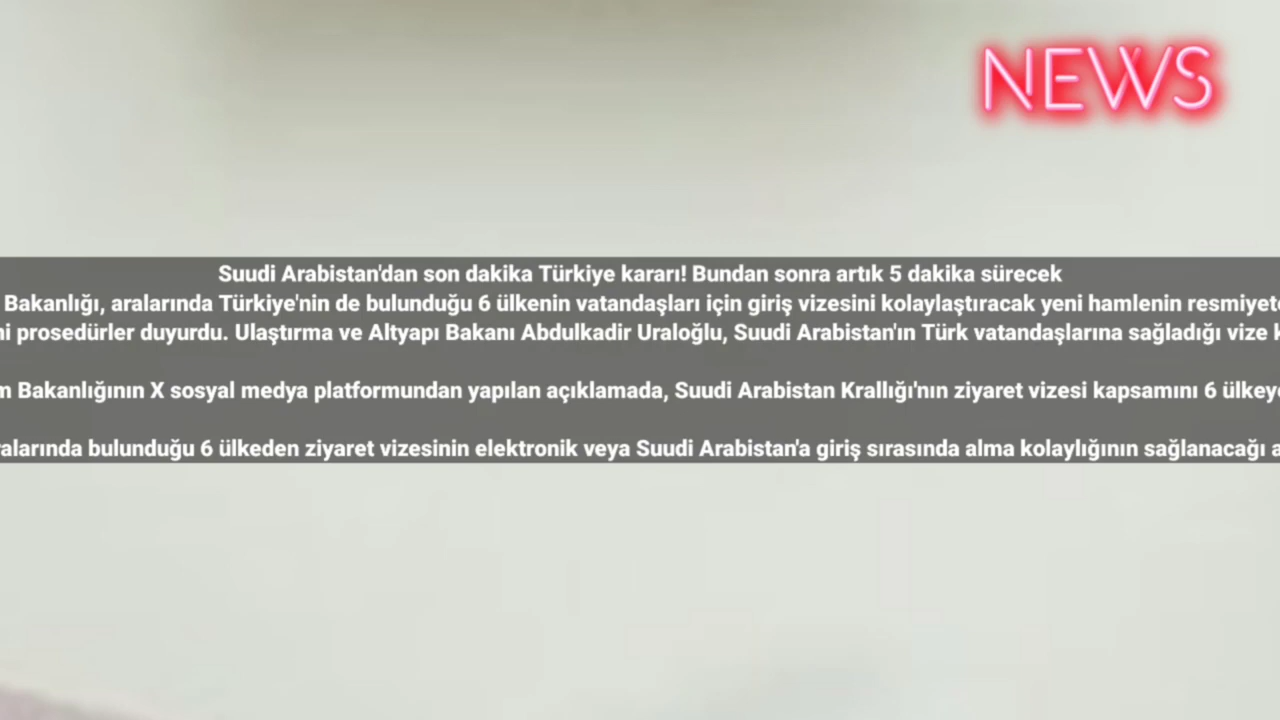 NEWS
Suudi Arabistan'dan son dakika Türkiye kararı! Bundan sonra artık 5 dakika sürecek
Bakanlığı, aralarında Türkiye'nin de bulunduğu 6 ülkenin vatandaşları için giriş vizesini kolaylaştıracak yeni hamlenin
prosedürler duyurdu. Ulaştırma ve Altyapı Bakanı Abdulkadir Uraloğlu, Suudi Arabistan'ın Türk vatandaşlarına sağladığı vize
Bakanlığının X sosyal medya platformundan yapılan açıklamada, Suudi Arabistan Krallığı'nın ziyaret vizesi kapsamını 6
bulunduğu 6 ülkeden ziyaret vizesinin elektronik veya Suudi Arabistan'a giriş sırasında alma kolaylığının sağlanacağı